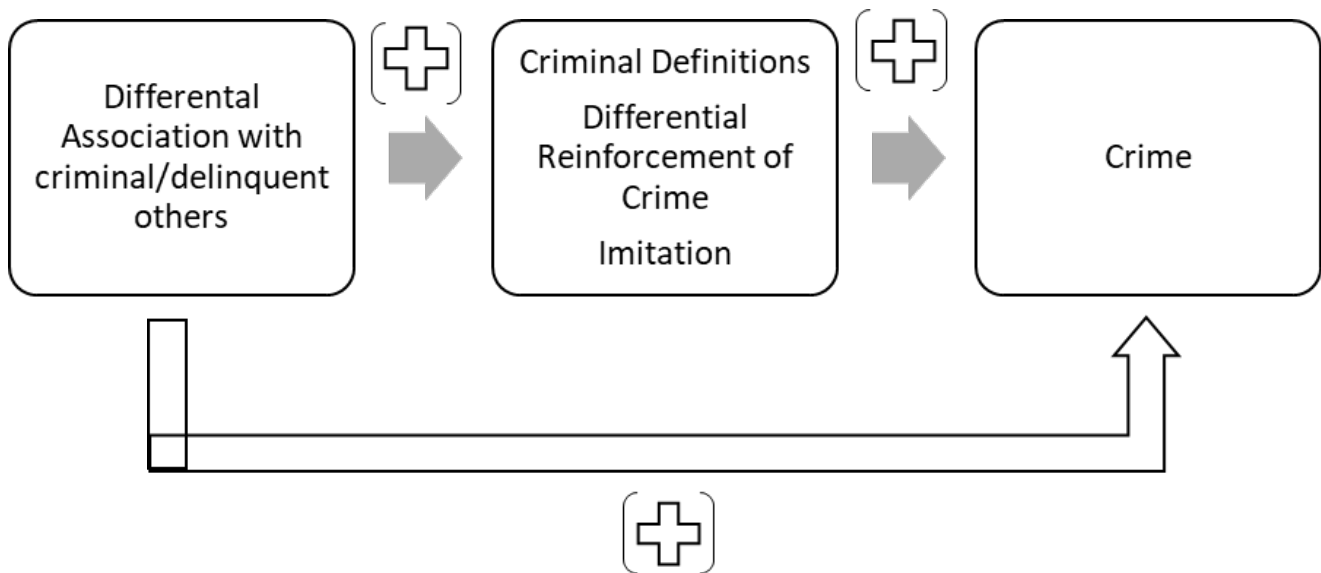 Differental
Association with
criminal/delinquent
others
Criminal Definitions
Differential
Reinforcement of
Crime
Imitation
Crime